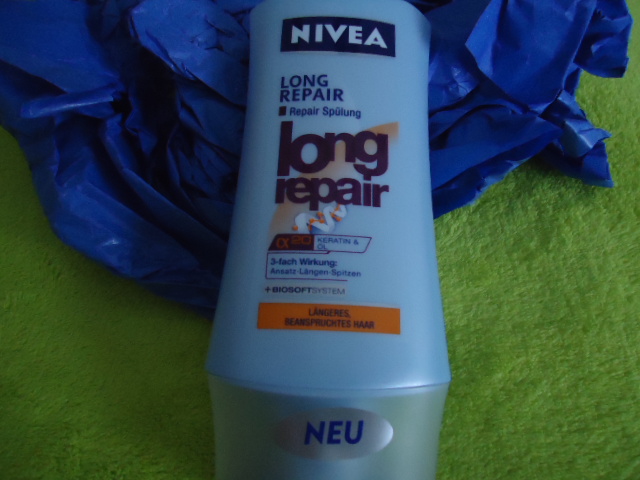 NIVEA
LONG
REPAIR
Repair Spülung
long
repair
KERATIN &
ÖL
3-fach Wirkung:
Ansatz-Längen-Spitzen
+BIOSOFTSYSTEM
LÄNGERES,
BEANSPRUCHTES HAAR
NEU